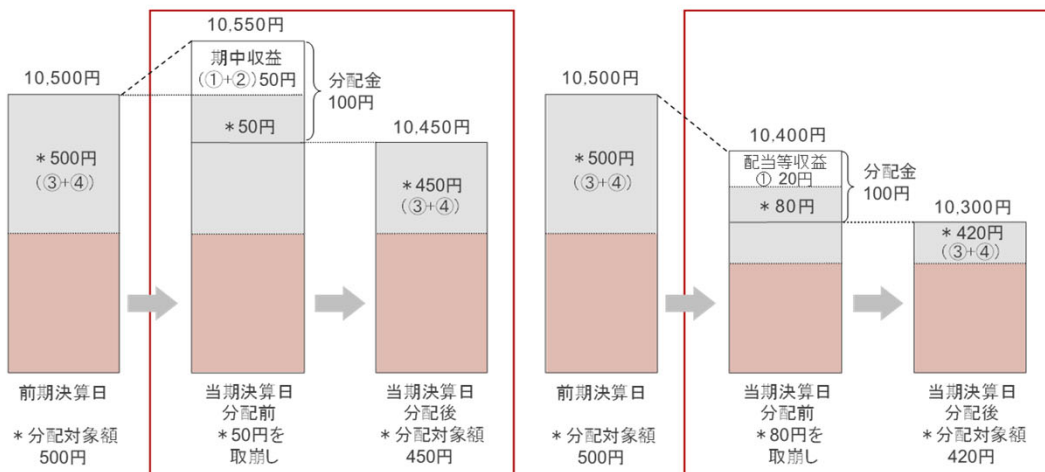 10,500円
＊500円
(③+④)
前期決算日
＊分配対象額
500円
10,550円
期中収益
(①+②)50円
＊50円
分配金
100円
当期決算日
分配前
＊50円を
取崩し
10,450円
＊450円
(③+④)
当期決算日
分配後
＊分配対象額
450円
10,500円
＊500円
(③+④)
前期決算日
＊分配対象額
500円
10,400円
配当等収益
① 20円
＊80円
分配金
100円
当期決算日
分配前
＊80円を
取崩し
10,300円
＊420円
(③+④)
当期決算日
分配後
＊分配対象額
420円